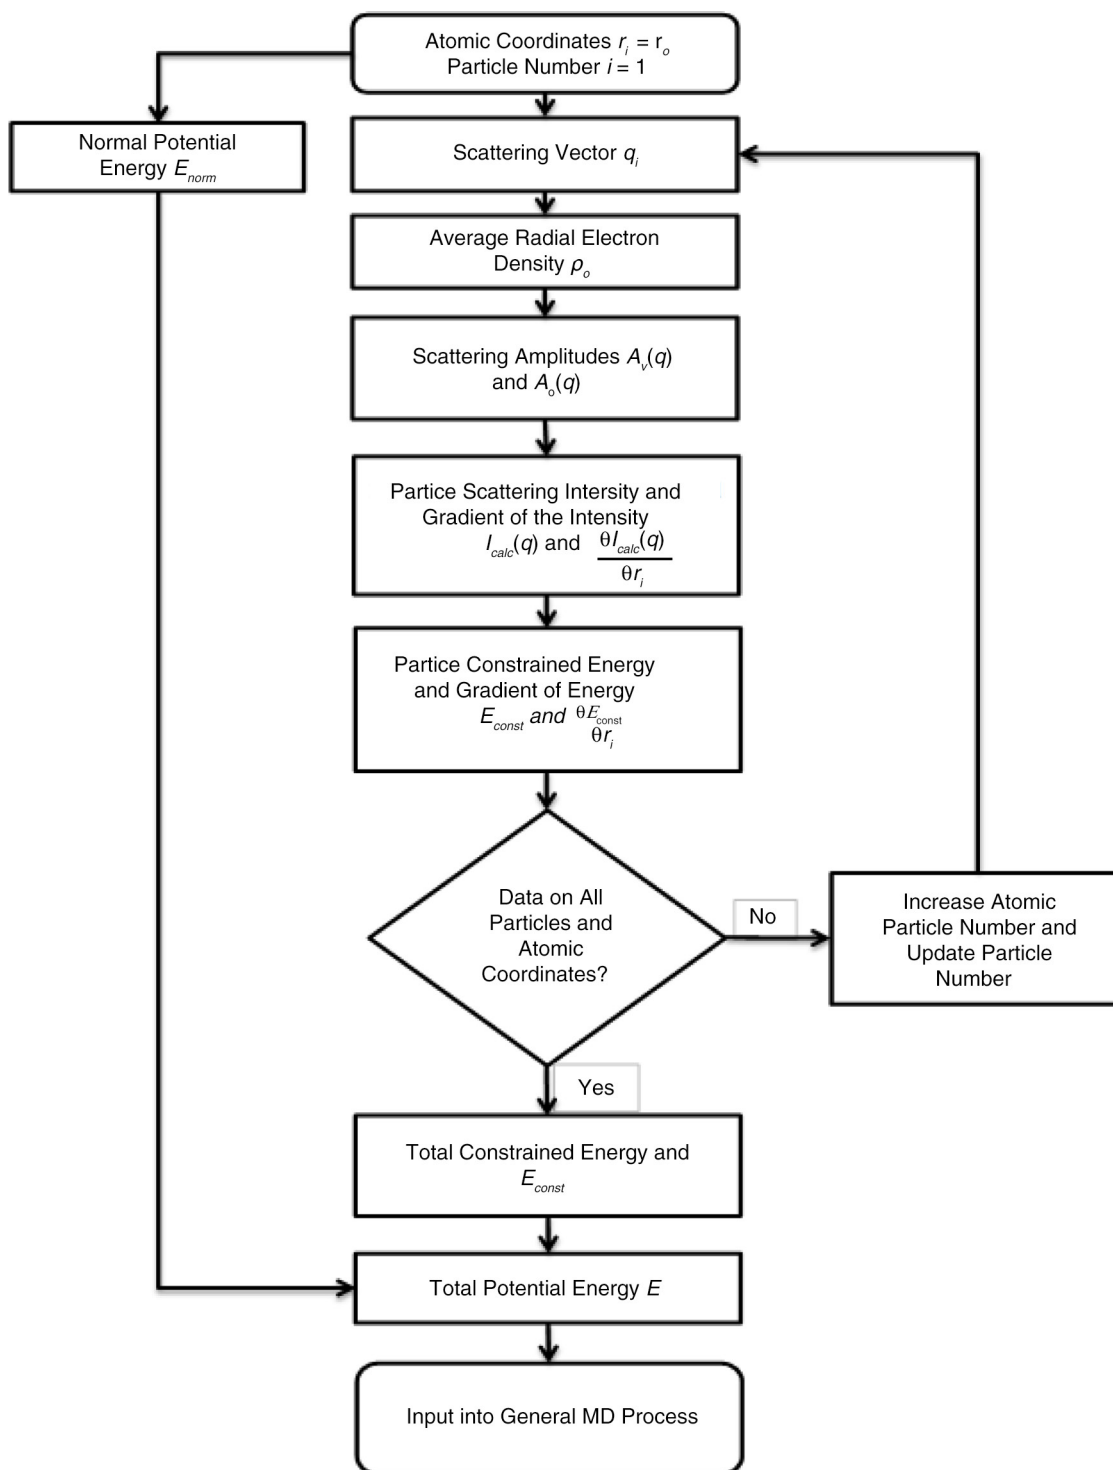 Atomic Coordinates r_i = r_o
Particle Number i = 1
Normal Potential
Energy E_norm
Scattering Vector q_i
Average Radial Electron
Density ρ_o
Scattering Amplitudes A_v(q)
and A_o(q)
Partice Scattering Intersity and
Gradient of the Intensity
I_calc(q) and θI_calc(q)
θr_i
Partice Constrained Energy
and Gradient of Energy
E_const and θE_const
θr_i
Data on All
Particles and
Atomic
Coordinates?
No
Increase Atomic
Particle Number and
Update Particle
Number
Yes
Total Constrained Energy and
E_const
Total Potential Energy E
Input into General MD Process